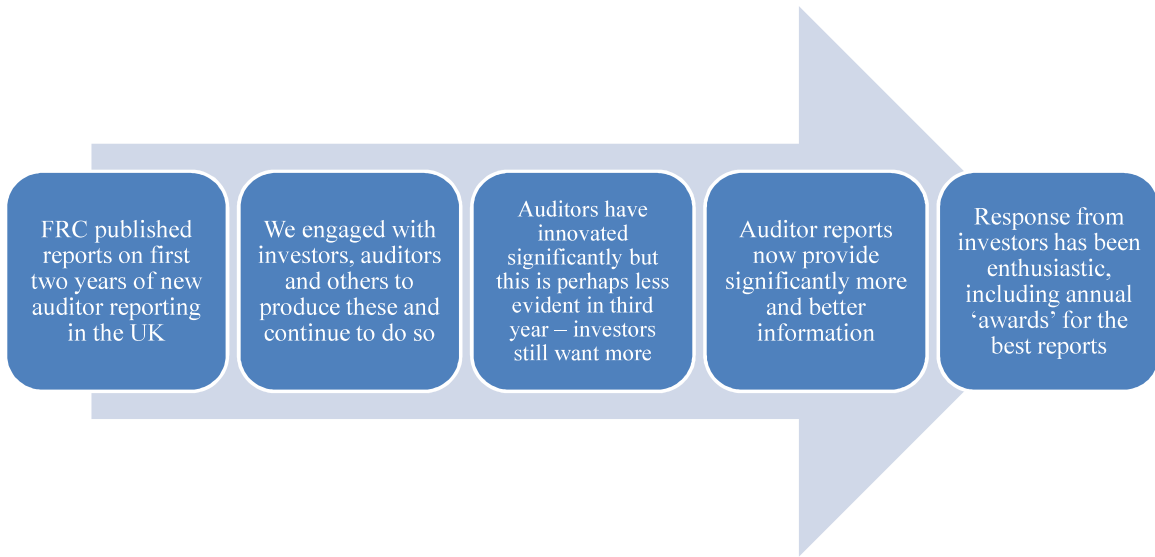 FRC published
reports on first
two years of new
auditor reporting
in the UK
We engaged with
investors, auditors
and others to
produce these and
continue to do so
Auditors have
innovated
significantly but
this is perhaps less
evident in third
year – investors
still want more
Auditor reports
now provide
significantly more
and better
information
Response from
investors has been
enthusiastic,
including annual
‘awards’ for the
best reports